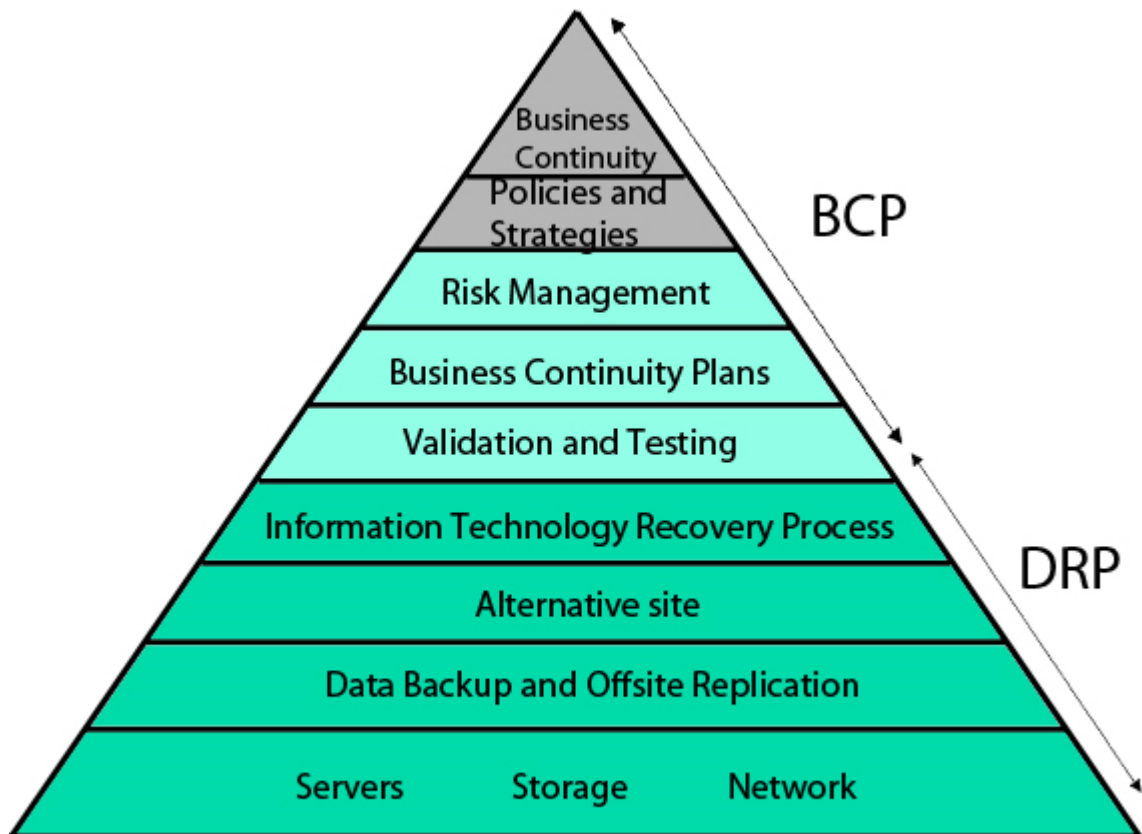 Business
Continuity
Policies and
Strategies
BCP
Risk Management
Business Continuity Plans
Validation and Testing
Information Technology Recovery Process
DRP
Alternative site
Data Backup and Offsite Replication
Servers Storage Network